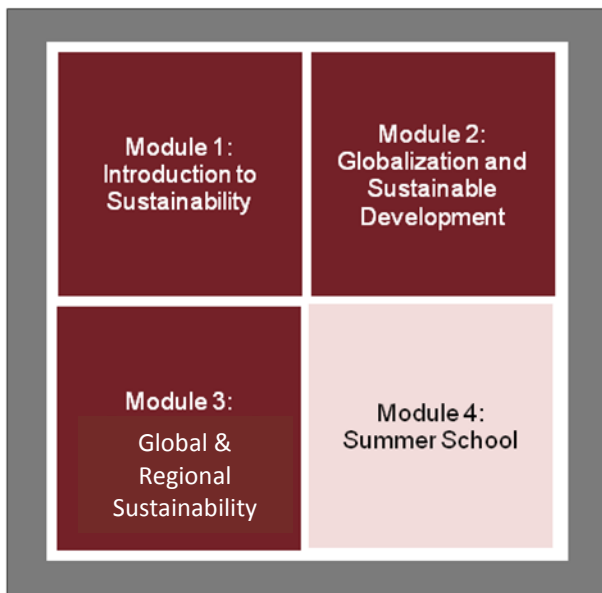 Module 1:
Introduction to
Sustainability
Module 2:
Globalization and
Sustainable
Development
Module 3:
Global &
Regional
Sustainability
Module 4:
Summer School